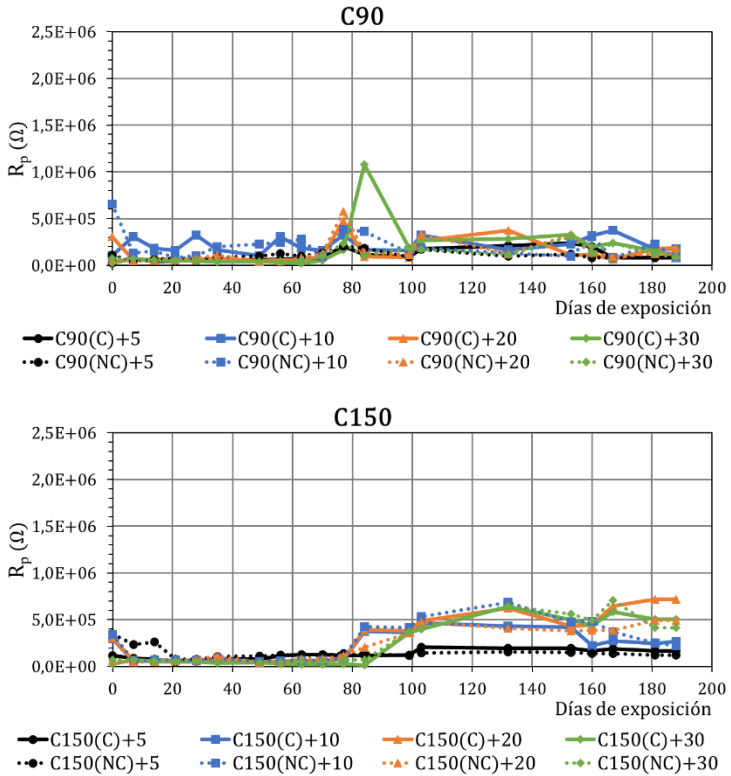 C90
2,5E+06
2,0E+06
1,5E+06
1,0E+06
5,0E+05
0,0E+00
Rp (Ω)
0 20 40 60 80 100 120 140 160 180 200
Días de exposición
C90(C)+5 C90(C)+10 C90(C)+20 C90(C)+30
C90(NC)+5 C90(NC)+10 C90(NC)+20 C90(NC)+30
C150
2,5E+06
2,0E+06
1,5E+06
1,0E+06
5,0E+05
0,0E+00
Rp (Ω)
0 20 40 60 80 100 120 140 160 180 200
Días de exposición
C150(C)+5 C150(C)+10 C150(C)+20 C150(C)+30
C150(NC)+5 C150(NC)+10 C150(NC)+20 C150(NC)+30